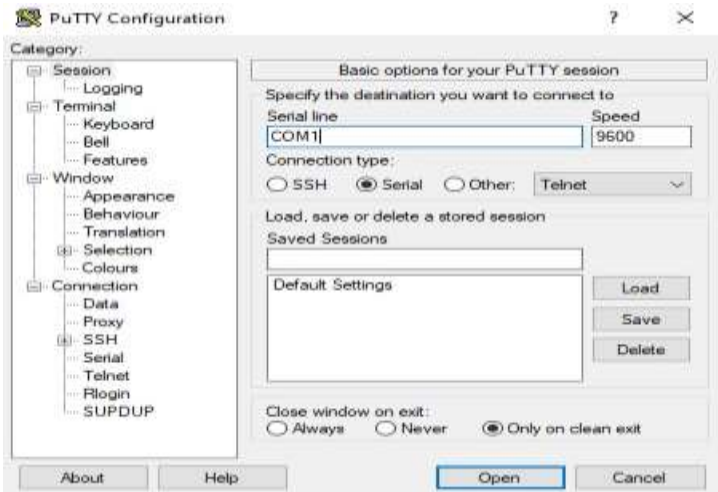 PuTTY Configuration
?
Category:
Session
Logging
Terminal
Keyboard
Bell
Features
Window
Appearance
Behaviour
Translation
Selection
Colours
Connection
Data
Proxy
SSH
Serial
Telnet
Rlogin
SUPDUP
Basic options for your PuTTY session
Specify the destination you want to connect to
Serial line Speed
COM1 9600
Connection type:
SSH Serial Other: Telnet
Load, save or delete a stored session
Saved Sessions
Default Settings
Load
Save
Delete
Close window on exit:
Always Never Only on clean exit
About Help Open Cancel